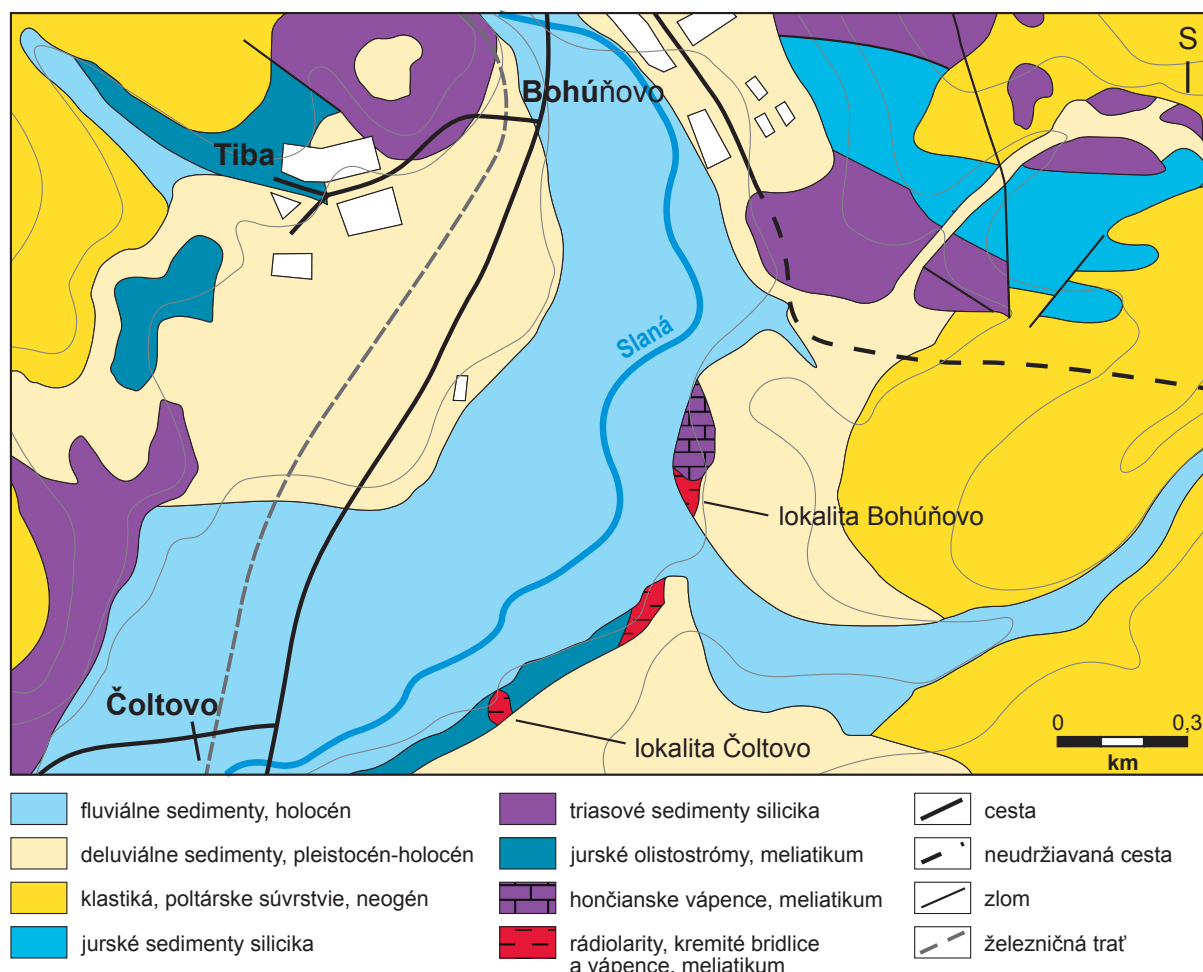 S
Bohúňovo
Tiba
Slaná
lokalita Bohúňovo
Čoltovo
lokalita Čoltovo
0 0,3
km
fluviálne sedimenty, holocén
deluviálne sedimenty, pleistocén-holocén
klastiká, poltárske súvrstvie, neogén
jurské sedimenty silicika
triasové sedimenty silicika
jurské olistostrómy, meliatikum
hončianske vápence, meliatikum
rádiolarity, kremité bridlice
a vápence, meliatikum
cesta
neudržiavaná cesta
zlom
železničná trať